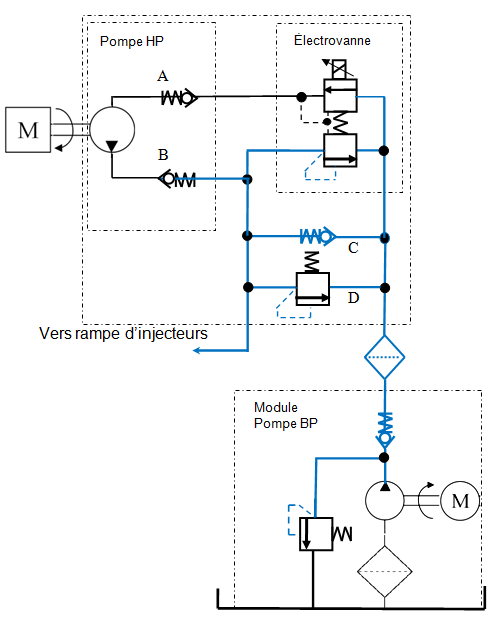 Pompe HP
Électrovanne
A
M
B
C
D
Vers rampe d'injecteurs
Module
Pompe BP
M